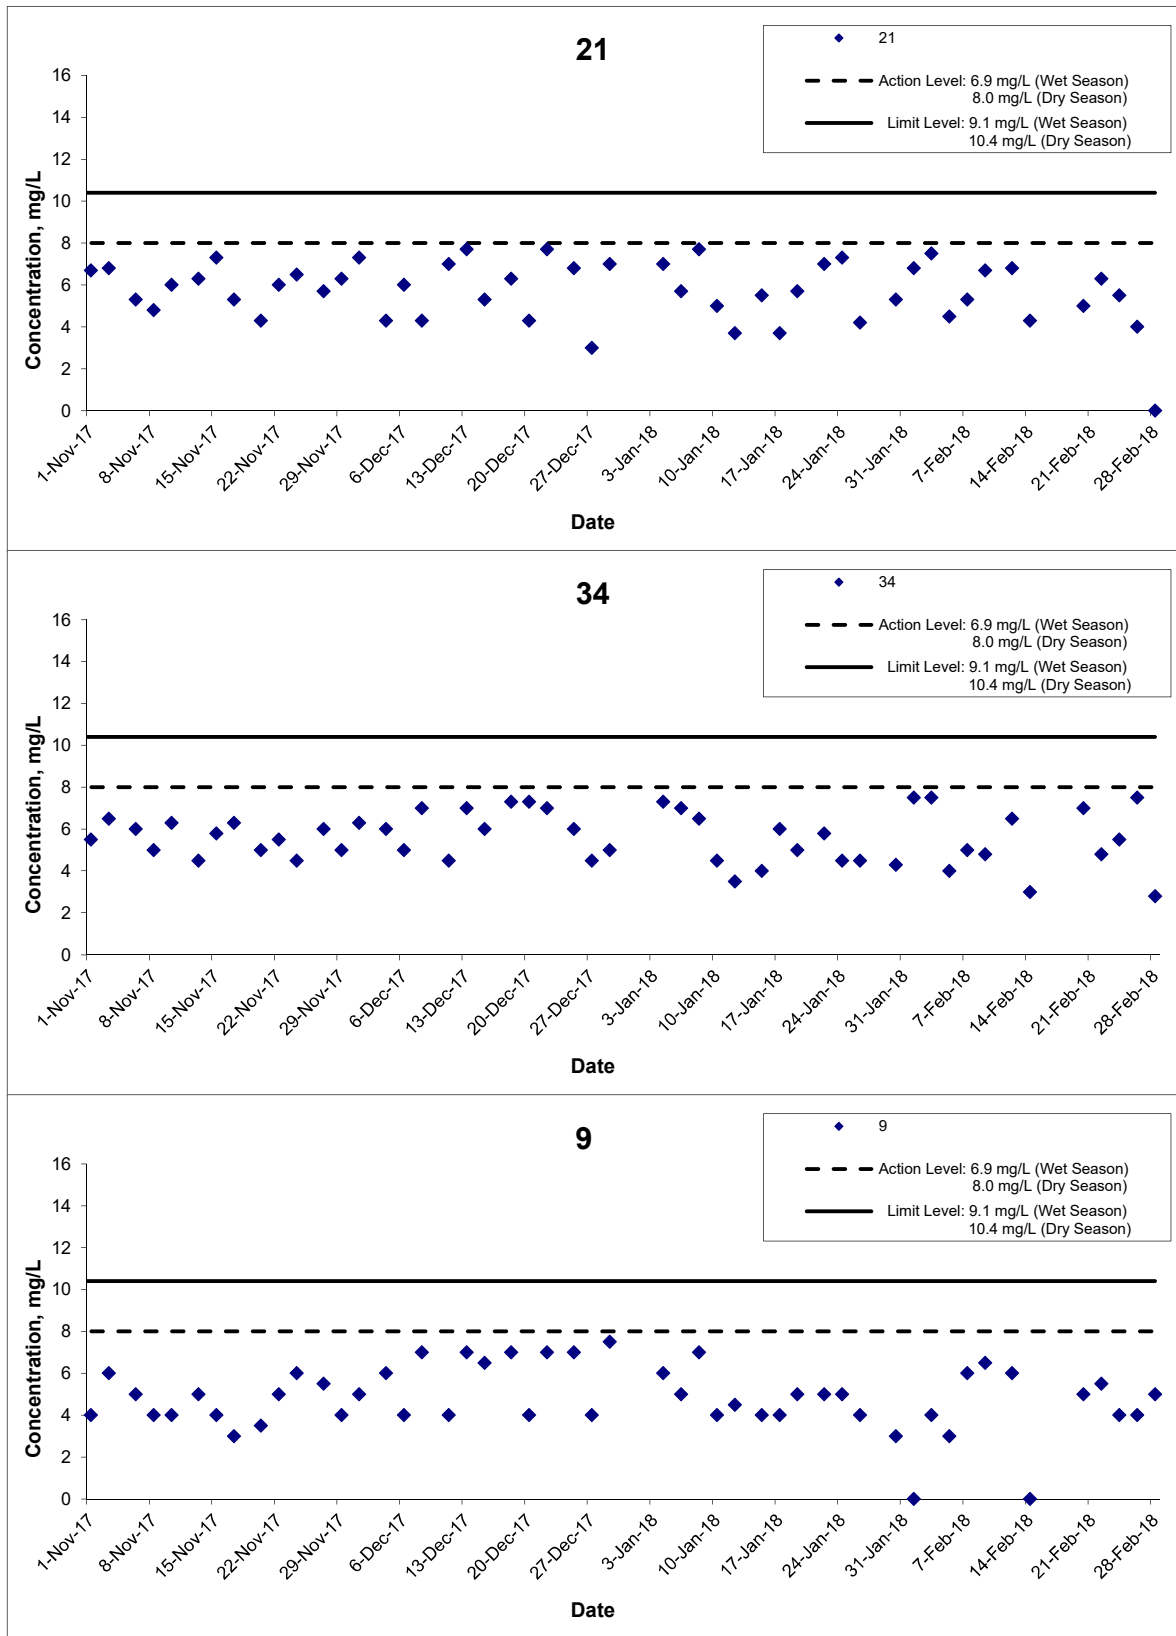 21
21
Action Level: 6.9 mg/L (Wet Season)
8.0 mg/L (Dry Season)
Limit Level: 9.1 mg/L (Wet Season)
10.4 mg/L (Dry Season)
Concentration, mg/L
16
14
12
10
8
6
4
2
0
1-Nov-17
8-Nov-17
15-Nov-17
22-Nov-17
29-Nov-17
6-Dec-17
13-Dec-17
20-Dec-17
27-Dec-17
3-Jan-18
10-Jan-18
17-Jan-18
24-Jan-18
31-Jan-18
7-Feb-18
14-Feb-18
21-Feb-18
28-Feb-18
Date
34
34
Action Level: 6.9 mg/L (Wet Season)
8.0 mg/L (Dry Season)
Limit Level: 9.1 mg/L (Wet Season)
10.4 mg/L (Dry Season)
Concentration, mg/L
16
14
12
10
8
6
4
2
0
1-Nov-17
8-Nov-17
15-Nov-17
22-Nov-17
29-Nov-17
6-Dec-17
13-Dec-17
20-Dec-17
27-Dec-17
3-Jan-18
10-Jan-18
17-Jan-18
24-Jan-18
31-Jan-18
7-Feb-18
14-Feb-18
21-Feb-18
28-Feb-18
Date
9
9
Action Level: 6.9 mg/L (Wet Season)
8.0 mg/L (Dry Season)
Limit Level: 9.1 mg/L (Wet Season)
10.4 mg/L (Dry Season)
Concentration, mg/L
16
14
12
10
8
6
4
2
0
1-Nov-17
8-Nov-17
15-Nov-17
22-Nov-17
29-Nov-17
6-Dec-17
13-Dec-17
20-Dec-17
27-Dec-17
3-Jan-18
10-Jan-18
17-Jan-18
24-Jan-18
31-Jan-18
7-Feb-18
14-Feb-18
21-Feb-18
28-Feb-18
Date